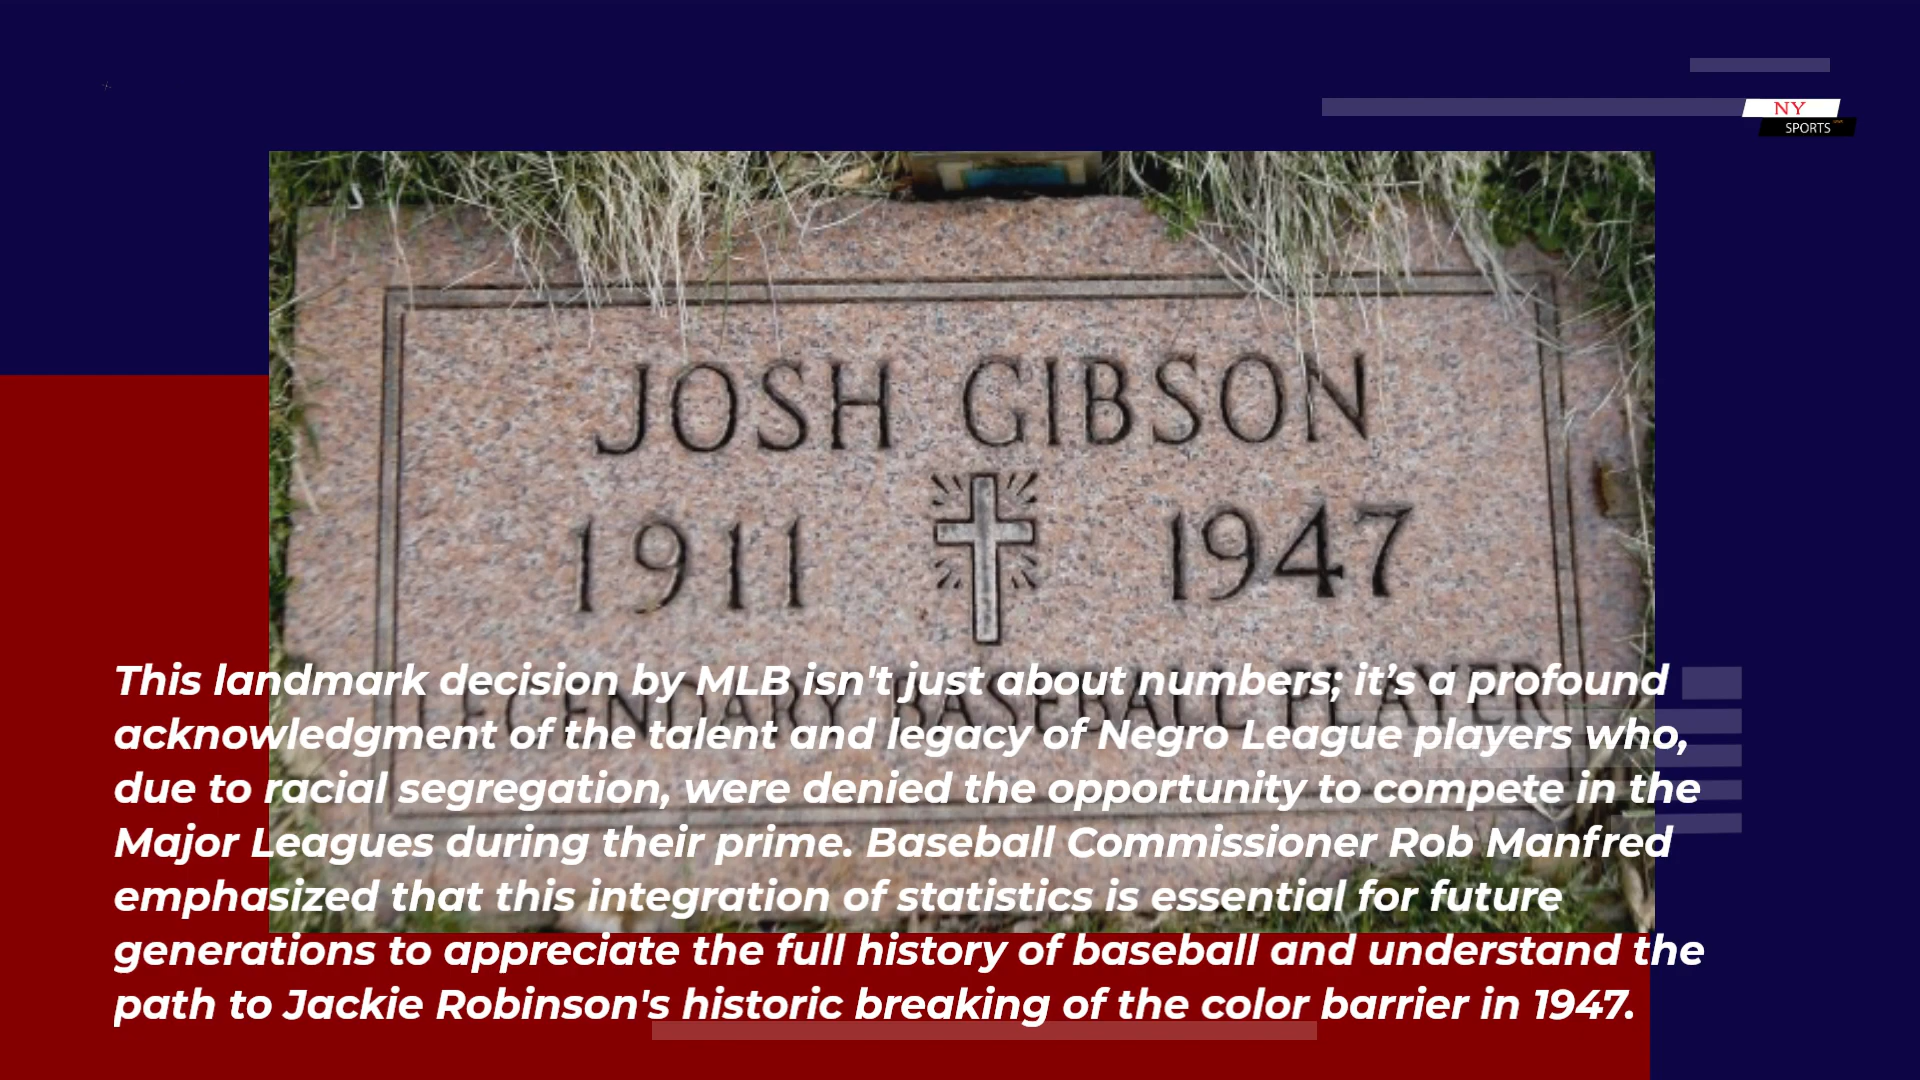 NY
SPORTS
JOSH GIBSON
1911 1947
LEGENDARY BASEBALL PLAYER
This landmark decision by MLB isn't just about numbers; it’s a profound
acknowledgment of the talent and legacy of Negro League players who,
due to racial segregation, were denied the opportunity to compete in the
Major Leagues during their prime. Baseball Commissioner Rob Manfred
emphasized that this integration of statistics is essential for future
generations to appreciate the full history of baseball and understand the
path to Jackie Robinson's historic breaking of the color barrier in 1947.